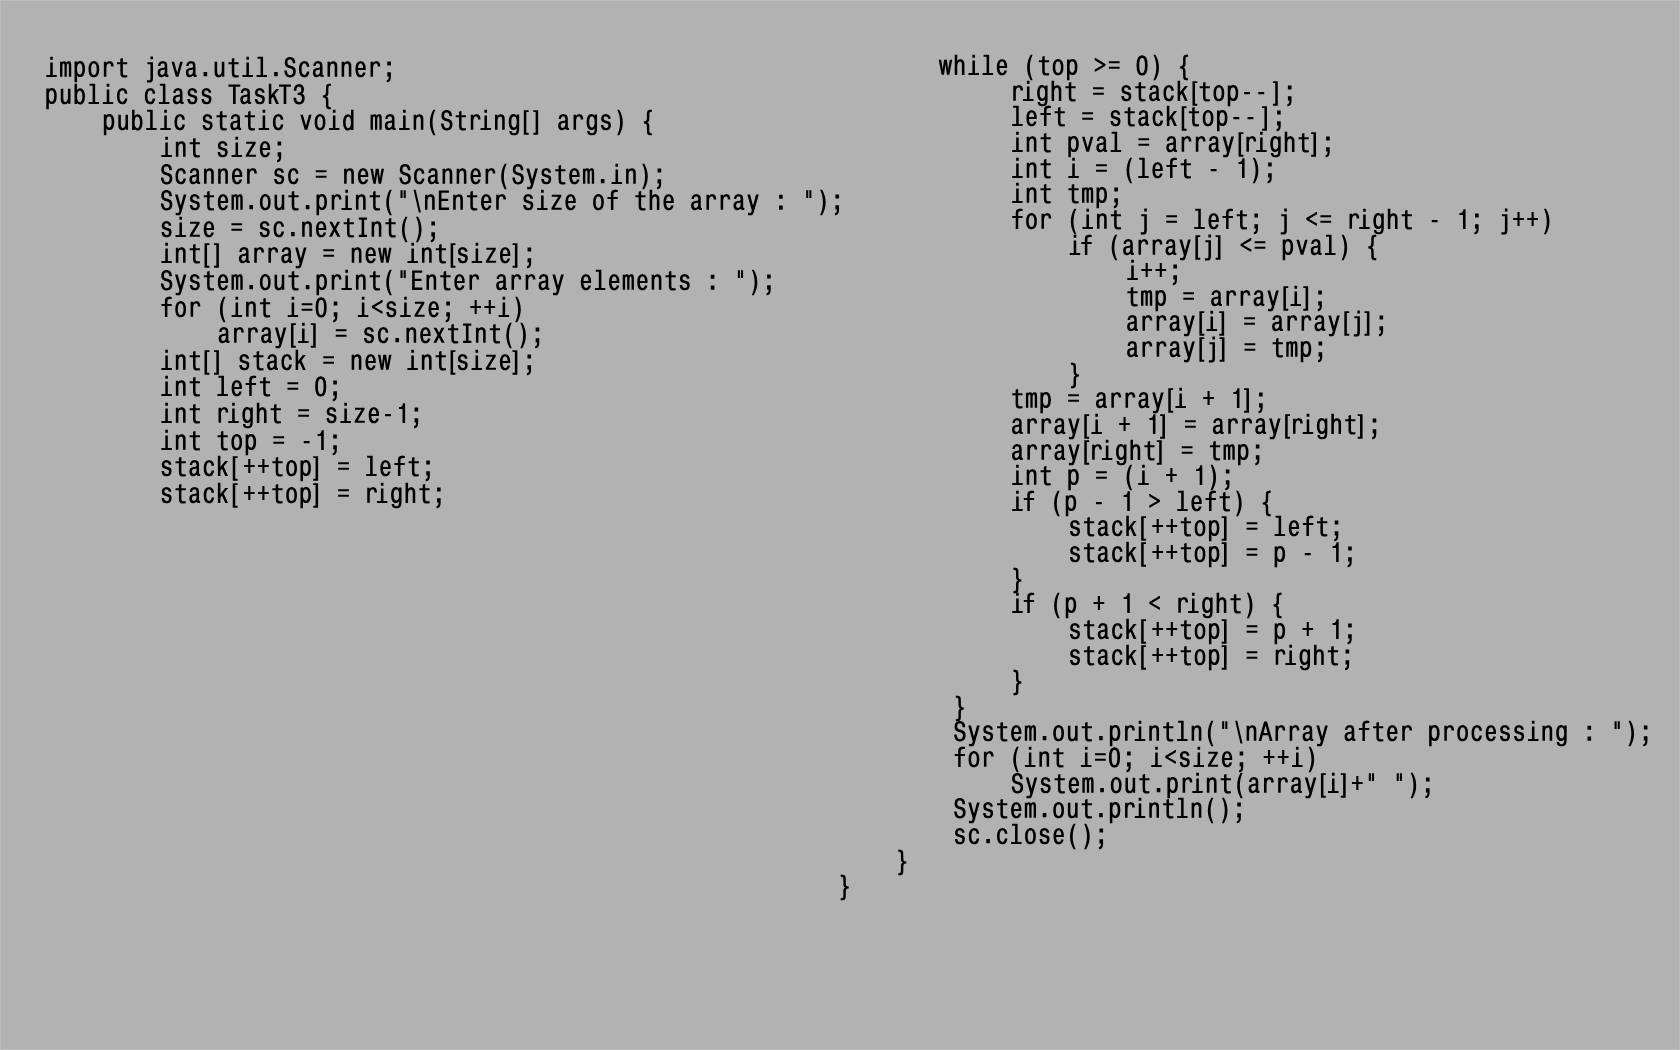 import java.util.Scanner;
public class TaskT3 {
    public static void main(String[] args) {
        int size;
        Scanner sc = new Scanner(System.in);
        System.out.print("\nEnter size of the array : ");
        size = sc.nextInt();
        int[] array = new int[size];
        System.out.print("Enter array elements : ");
        for (int i=0; i<size; ++i)
            array[i] = sc.nextInt();
        int[] stack = new int[size];
        int left = 0;
        int right = size-1;
        int top = -1;
        stack[++top] = left;
        stack[++top] = right;
        while (top >= 0) {
            right = stack[top--];
            left = stack[top--];
            int pval = array[right];
            int i = (left - 1);
            int tmp;
            for (int j = left; j <= right - 1; j++)
                if (array[j] <= pval) {
                    i++;
                    tmp = array[i];
                    array[i] = array[j];
                    array[j] = tmp;
                }
            tmp = array[i + 1];
            array[i + 1] = array[right];
            array[right] = tmp;
            int p = (i + 1);
            if (p - 1 > left) {
                stack[++top] = left;
                stack[++top] = p - 1;
            }
            if (p + 1 < right) {
                stack[++top] = p + 1;
                stack[++top] = right;
            }
        }
        System.out.println("\nArray after processing : ");
        for (int i=0; i<size; ++i)
            System.out.print(array[i]+" ");
        System.out.println();
        sc.close();
    }
}